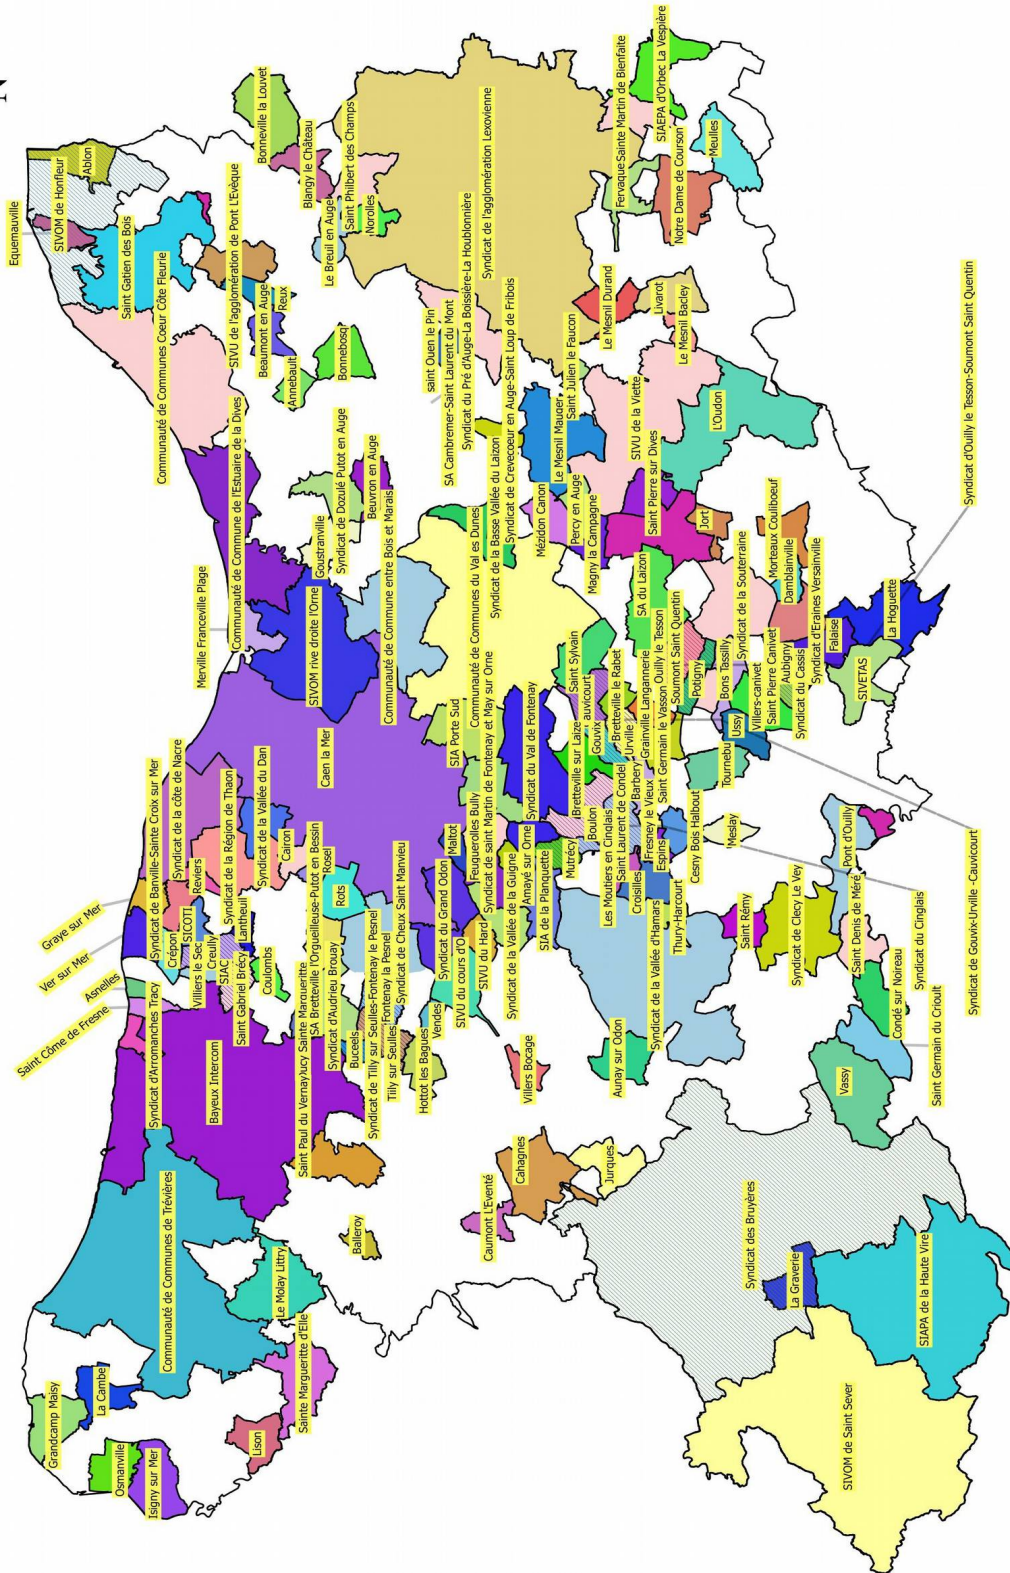 Equemauville
SIVOM de Honfleur
Ablon
Saint Gatien des Bois
Communauté de Communes Coeur Côte Fleurie
SIVU de l'agglomération de Pont L'Evèque
Beaumont en Auge
Reux
Annebault
Bonnebosq
Bonneville la Louvet
Blangy le Château
Le Breuil en Auge
Saint Philbert des Champs
Norolles
saint Ouen le pin
SA Cambremer-Saint Laurent du Mont
Syndicat du Pré d'Auge-La Boissière-La Houblonnière
Syndicat de l'agglomération Lexovienne
Fervaque-Sainte Martin de Bienfaite
SIAEPA d'Orbec La Vespière
Notre Dame de Courson
Meulles
Le Mesnil Durand
Livarot
Le Mesnil Bacley
Merville Franceville Plage
Communauté de Commune de l'Estuaire de la Dives
Goustranville
Syndicat de Dozulé Putot en Auge
Beuvron en Auge
SIVOM rive droite l'Orne
Communauté de Commune entre Bois et Marais
Communauté de Communes du Val es Dunes
Syndicat de la Basse Vallée du Laizon
Syndicat de Crevecoeur en Auge-Saint Loup de Fribois
Mézidon Canon
Le Mesnil Mauger
Saint Julien le Faucon
Percy en Auge
Magny la Campagne
SIVU de la Viette
Saint Pierre sur Dives
L'Oudon
Jort
SA du Laizon
Morteaux Coulibœuf
Damblainville
Syndicat de la Souterraine
Syndicat d'Eraines Versainville
Falaise
La Hoguette
SIVETAS
Syndicat d'Ouilly le Tesson-Soumont Saint Quentin
Caen la Mer
SIA Porte Sud
Syndicat de saint Martin de Fontenay et May sur Orne
Syndicat du Val de Fontenay
Saint Sylvain
Cauvicourt
Gouvix
Bretteville le Rabet
Urville
Grainville Langannerie
Saint Germain le Vasson
Ouilly le Tesson
Soumont Saint Quentin
Potigny
Bons Tassilly
Ussy
Villers-canivet
Saint Pierre Canivet
Aubigny
Syndicat du Cassis
Tournebu
Bretteville sur Laize
Boulon
Mutrécy
Les Moutiers en Cinglais
Saint Laurent de Condel
Barbery
Fresney le Vieux
Croisilles
Espins
Cesny Bois Halbout
Meslay
Thury-Harcourt
Syndicat de Gouvix-Urville -Cauvicourt
Syndicat du Cinglais
Graye sur Mer
Ver sur Mer
Asnelles
Saint Côme de Fresne
Syndicat d'Arromanches Tracy
Syndicat de Banville-Sainte Croix sur Mer
Syndicat de la côte de Nacre
Reviers
Crépon
SICOTI
Villiers le Sec
Creully
Syndicat de la Région de Thaon
Syndicat de la Vallée du Dan
Cairon
SIAC
Lantheuil
Saint Gabriel Brécy
Coulombs
Rosel
Rots
SA Bretteville l'Orgueilleuse-Putot en Bessin
Syndicat d'Audrieu Brouay
Saint Paul du Vernay
Juçy Sainte Margueritte
Buceels
Syndicat de Tilly sur Seulles-Fontenay le Pesnel
Fontenay la Pesnel
Tilly sur Seulles
Syndicat de Cheux Saint Manvieu
Hottot les Bagues
Vendes
SIVU du cours d'O
Syndicat du Grand Odon
SIVU du Hard
Maltot
Feuguerolles Bully
Syndicat de la Vallée de la Guigne
Amayé sur Orne
SIA de la Planquette
Syndicat de la Vallée d'Hamars
Bayeux Intercom
Communauté de Communes de Trévières
Grandcamp Maisy
La Cambe
Osmanville
Isigny sur Mer
Lison
Sainte Margueritte d'Elle
Le Molay Littry
Balleroy
Villers Bocage
Aunay sur Odon
Caumont L'Eventé
Cahagnes
Jurques
Saint Rémy
Syndicat de Clecy Le Vey
Pont d'Ouilly
Saint Denis de Méré
Condé sur Noireau
Saint Germain du Crioult
Vassy
Syndicat des Bruyères
La Graverie
SIAPA de la Haute Vire
SIVOM de Saint Sever